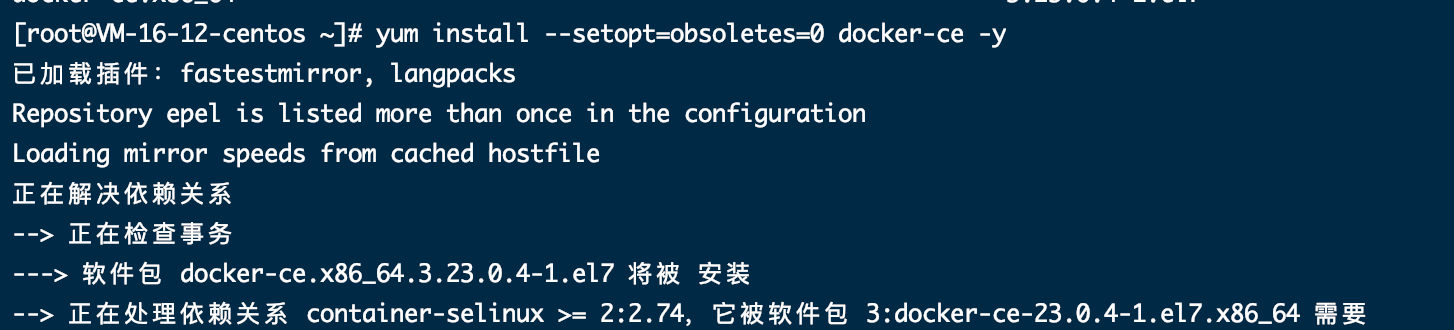 [root@VM-16-12-centos ~]# yum install --setopt=obsoletes=0 docker-ce -y
已加载插件：fastestmirror, langpacks
Repository epel is listed more than once in the configuration
Loading mirror speeds from cached hostfile
正在解决依赖关系
--> 正在检查事务
---> 软件包 docker-ce.x86_64.3.23.0.4-1.el7 将被 安装
--> 正在处理依赖关系 container-selinux >= 2:2.74，它被软件包 3:docker-ce-23.0.4-1.el7.x86_64 需要